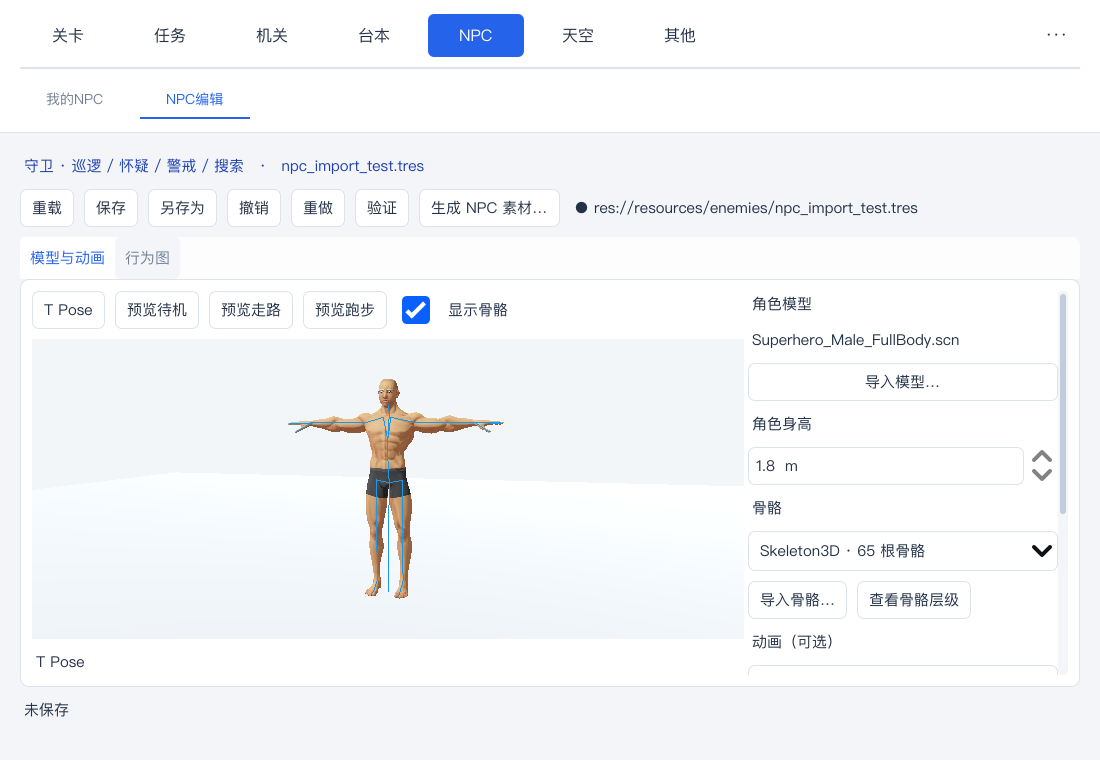 关卡 任务 机关 台本 NPC 天空 其他 ···
我的NPC NPC编辑
守卫 · 巡逻 / 怀疑 / 警戒 / 搜索 · npc_import_test.tres
重载 保存 另存为 撤销 重做 验证 生成 NPC 素材... ● res://resources/enemies/npc_import_test.tres
模型与动画 行为图
T Pose 预览待机 预览走路 预览跑步 显示骨骼
角色模型
Superhero_Male_FullBody.scn
导入模型...
角色身高
1.8 m
骨骼
Skeleton3D · 65 根骨骼
导入骨骼... 查看骨骼层级
动画（可选）
T Pose
未保存